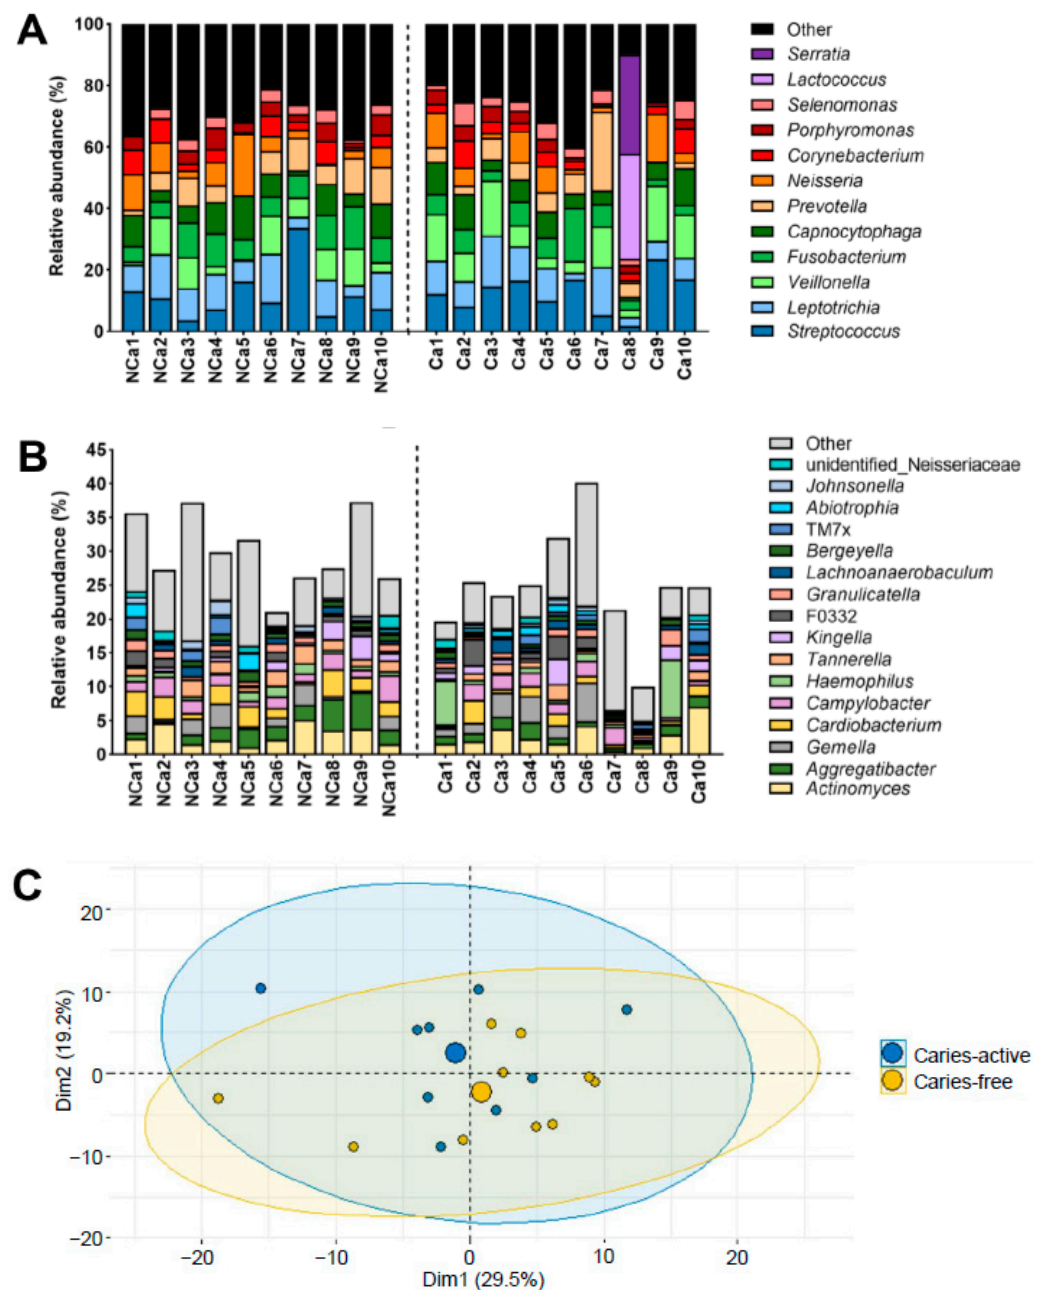 A
Relative abundance (%)
100
80
60
40
20
0
NCa1
NCa2
NCa3
NCa4
NCa5
NCa6
NCa7
NCa8
NCa9
NCa10
Ca1
Ca2
Ca3
Ca4
Ca5
Ca6
Ca7
Ca8
Ca9
Ca10
Other
Serratia
Lactococcus
Selenomonas
Porphyromonas
Corynebacterium
Neisseria
Prevotella
Capnocytophaga
Fusobacterium
Veillonella
Leptotrichia
Streptococcus
B
Relative abundance (%)
45
40
35
30
25
20
15
10
5
0
NCa1
NCa2
NCa3
NCa4
NCa5
NCa6
NCa7
NCa8
NCa9
NCa10
Ca1
Ca2
Ca3
Ca4
Ca5
Ca6
Ca7
Ca8
Ca9
Ca10
Other
unidentified_Neisseriaceae
Johnsonella
Abiotrophia
TM7x
Bergeyella
Lachnoanaerobaculum
Granulicatella
F0332
Kingella
Tannerella
Haemophilus
Campylobacter
Cardiobacterium
Gemella
Aggregatibacter
Actinomyces
C
Dim2 (19.2%)
20
10
0
−10
−20
−20
−10
0
10
20
Dim1 (29.5%)
Caries-active
Caries-free